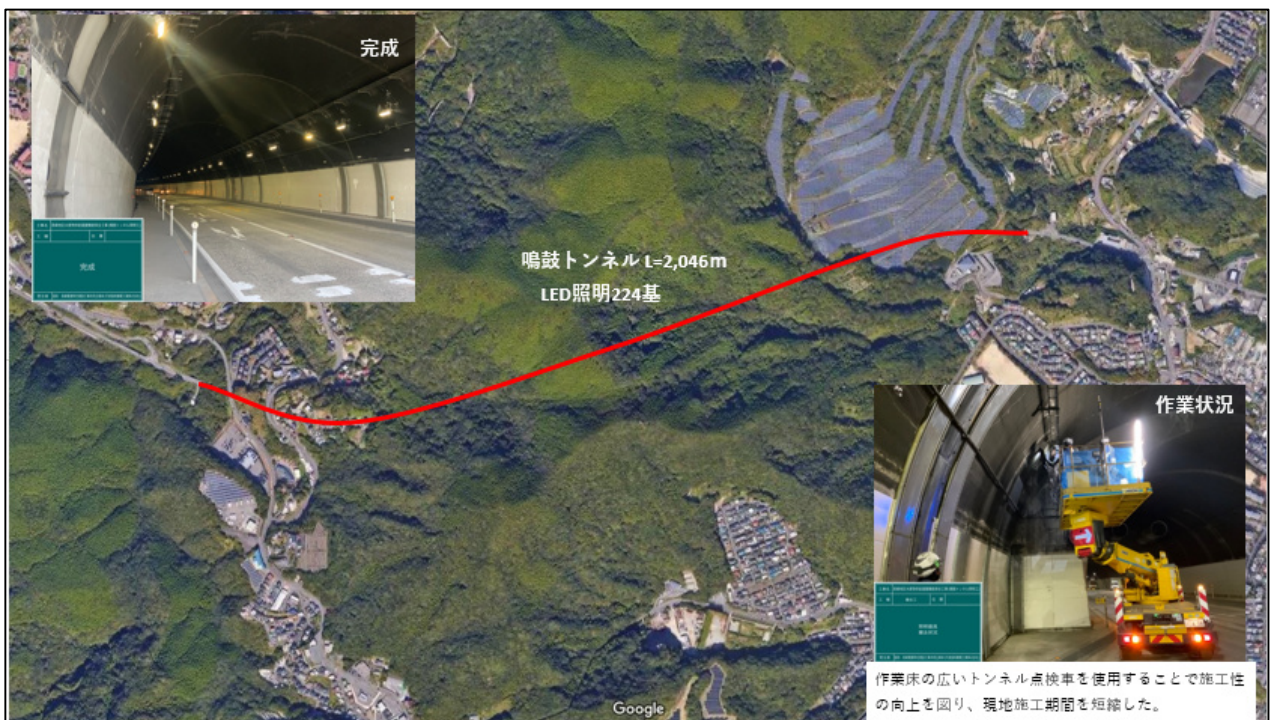 完成
完成
鳴鼓トンネル L=2,046m
LED照明224基
作業状況
作業床の広いトンネル点検車を使用することで施工性
の向上を図り、現地施工期間を短縮した。
Google